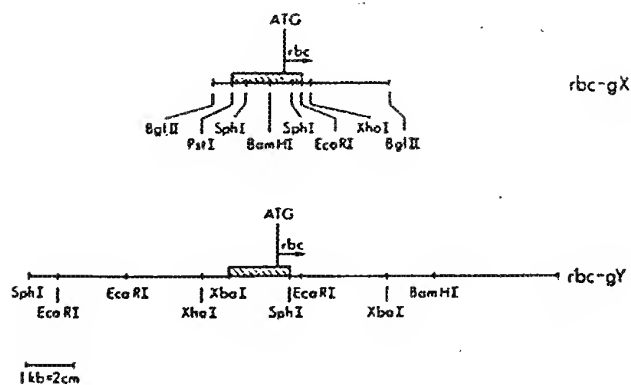 ATG
rbc
rbc-gX
BglII
PstI
SphI
BamHI
SphI
EcoRI
XhoI
BglII
ATG
rbc
rbc-gY
SphI
EcoRI
EcoRI
XhoI
XbaI
SphI
EcoRI
XbaI
BamHI
1kb=2cm